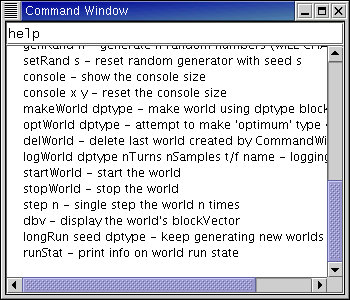 Command Window
help
genRand n - generate n random numbers (WILL
setRand s - reset random generator with seed s
console - show the console size
console x y - reset the console size
makeWorld dptype - make world using dptype block
optWorld dptype - attempt to make 'optimum' type
delWorld - delete last world created by CommandWi
logWorld dptype nTurns nSamples t/f name - logging
startWorld - start the world
stopWorld - stop the world
step n - single step the world n times
dbv - display the world's blockVector
longRun seed dptype - keep generating new worlds
runStat - print info on world run state